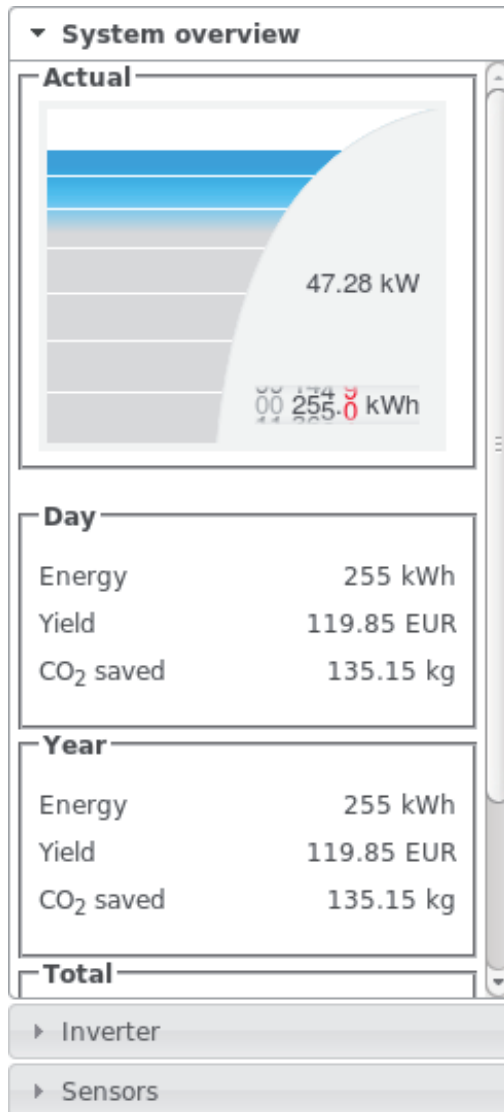 System overview
Actual
47.28 kW
00 255.0 kWh
Day
Energy 255 kWh
Yield 119.85 EUR
CO2 saved 135.15 kg
Year
Energy 255 kWh
Yield 119.85 EUR
CO2 saved 135.15 kg
Total
Inverter
Sensors